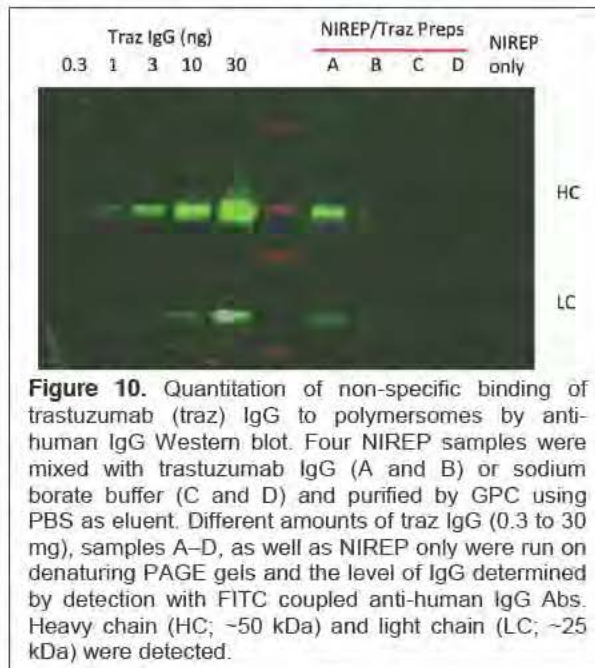 Traz IgG (ng)
NIREP/Traz Preps
NIREP
only
0.3 1 3 10 30 A B C D
HC
LC
Figure 10. Quantitation of non-specific binding of
trastuzumab (traz) IgG to polymersomes by anti-
human IgG Western blot. Four NIREP samples were
mixed with trastuzumab IgG (A and B) or sodium
borate buffer (C and D) and purified by GPC using
PBS as eluent. Different amounts of traz IgG (0.3 to 30
mg), samples A–D, as well as NIREP only were run on
denaturing PAGE gels and the level of IgG determined
by detection with FITC coupled anti-human IgG Abs.
Heavy chain (HC; ~50 kDa) and light chain (LC; ~25
kDa) were detected.